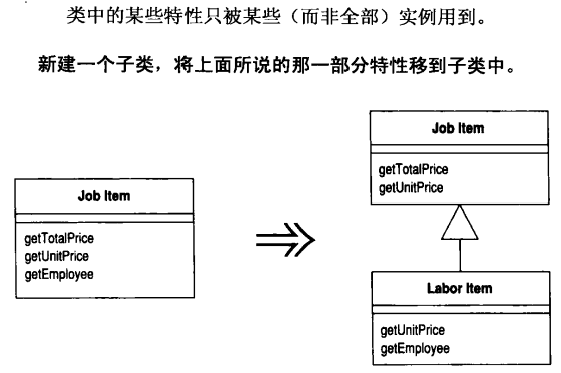 类中的某些特性只被某些（而非全部）实例用到。
新建一个子类，将上面所说的那一部分特性移到子类中。
Job Item
getTotalPrice
getUnitPrice
getEmployee
Job Item
getTotalPrice
getUnitPrice
Labor Item
getUnitPrice
getEmployee